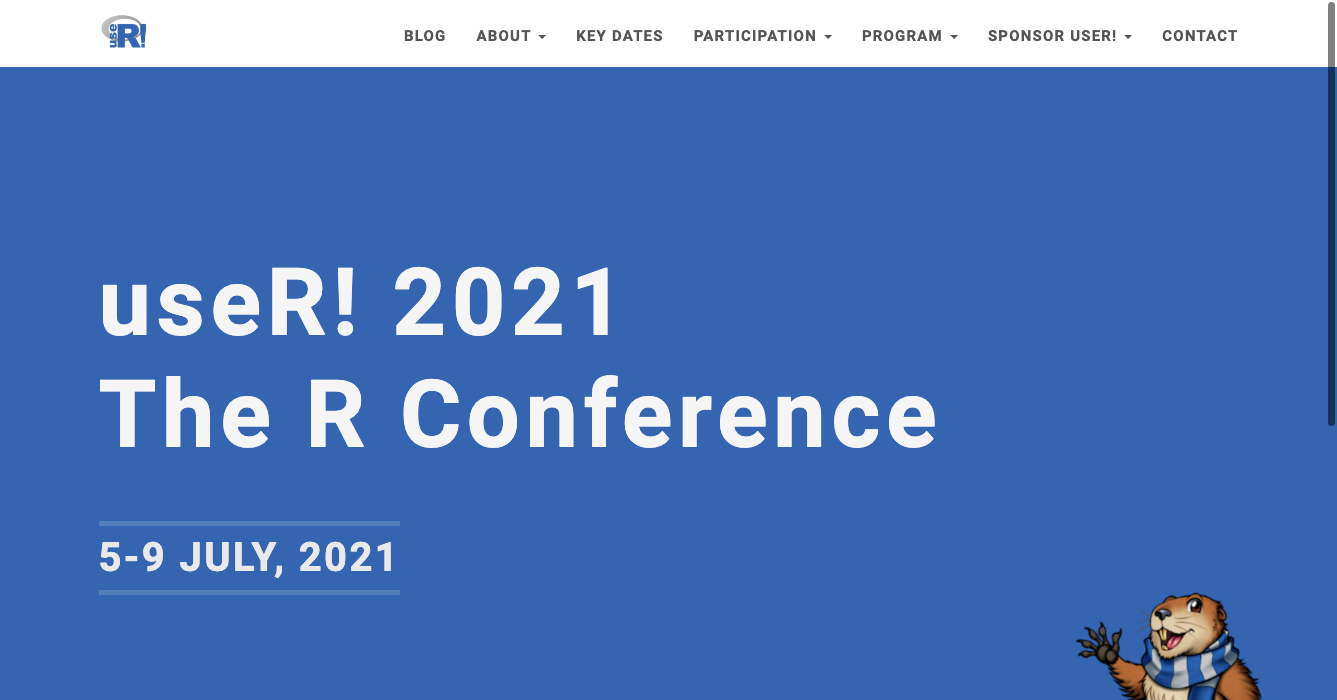 useR!
BLOG
ABOUT
KEY DATES
PARTICIPATION
PROGRAM
SPONSOR USER!
CONTACT
useR! 2021
The R Conference
5-9 JULY, 2021